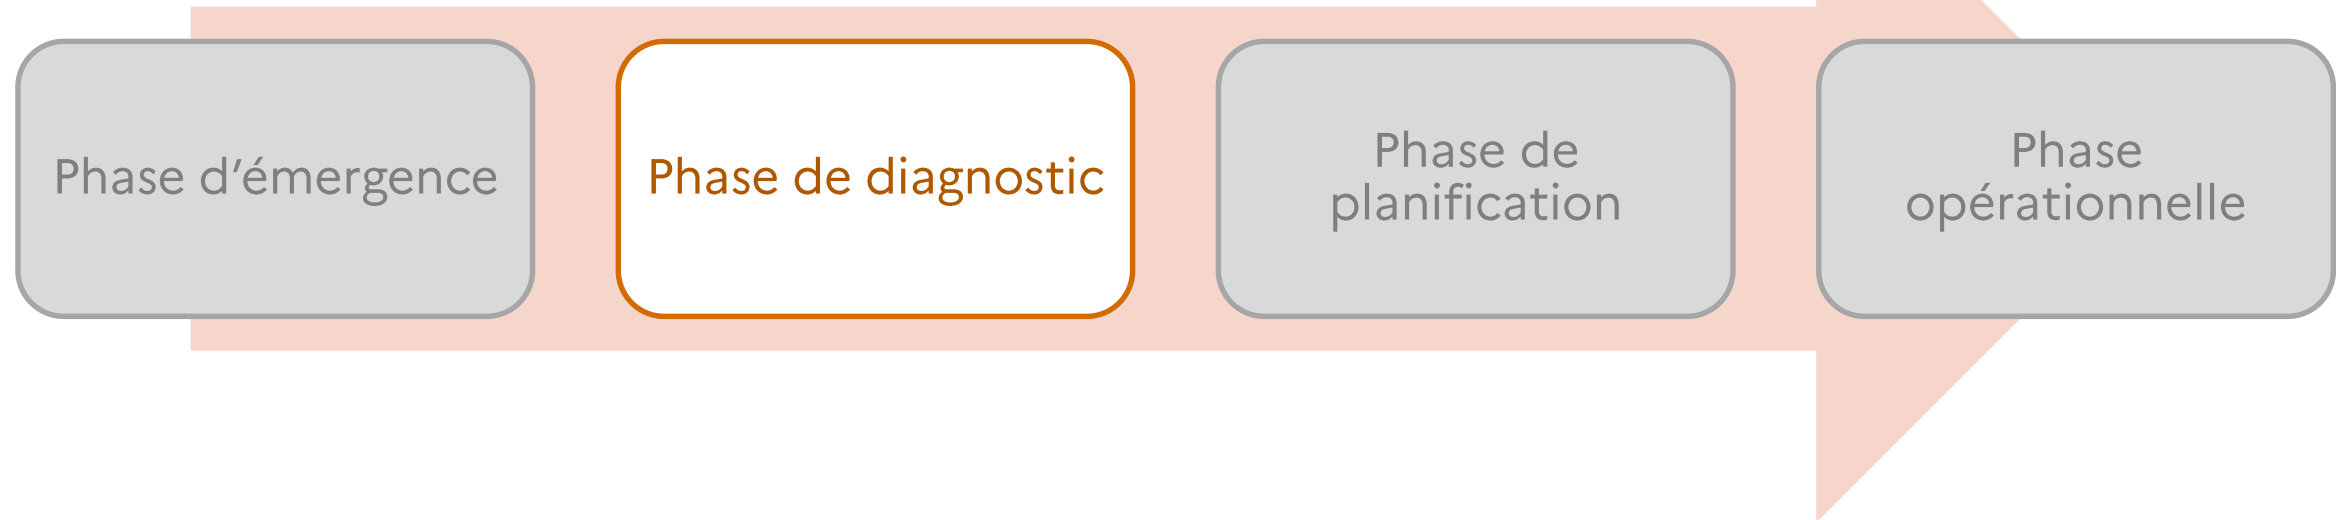 Phase d’émergence
Phase de diagnostic
Phase de
planification
Phase
opérationnelle